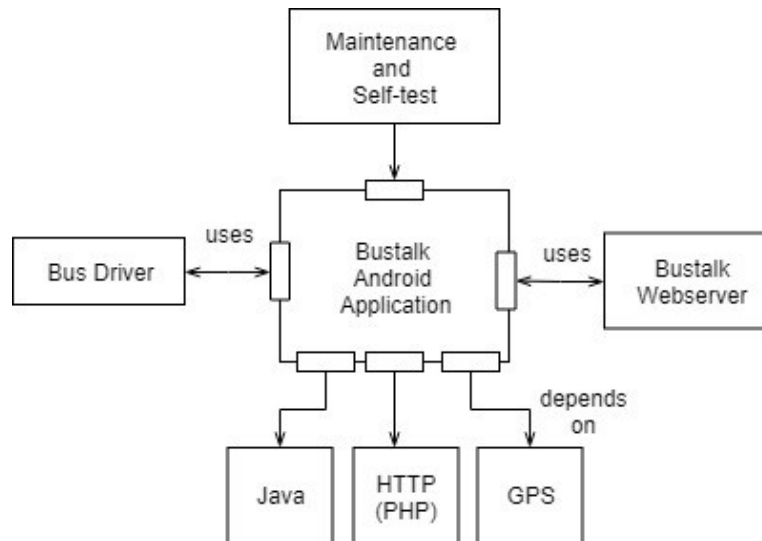 Maintenance
and
Self-test
uses
Bus Driver
Bustalk
Android
Application
uses
Bustalk
Webserver
depends
on
Java
HTTP
(PHP)
GPS